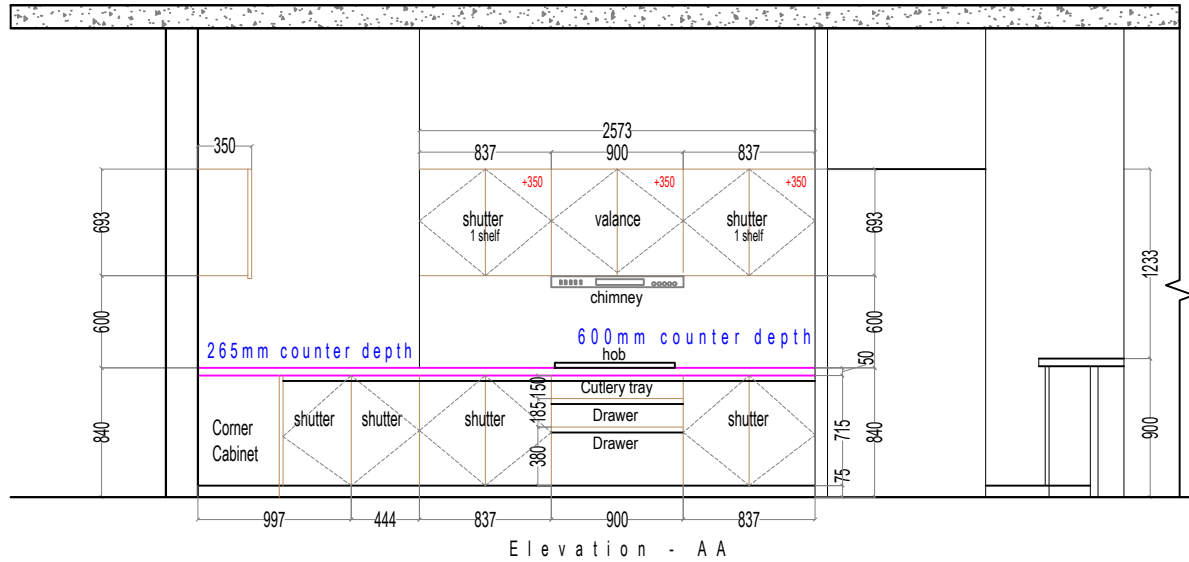 2573
350
837
900
837
+350
+350
+350
shutter
1 shelf
valance
shutter
1 shelf
693
693
chimney
1233
600
600
265mm counter depth
600mm counter depth
hob
50
Cutlery tray
150
Drawer
185
Drawer
380
shutter
shutter
shutter
shutter
Corner
Cabinet
840
715
840
900
75
997
444
837
900
837
Elevation - AA